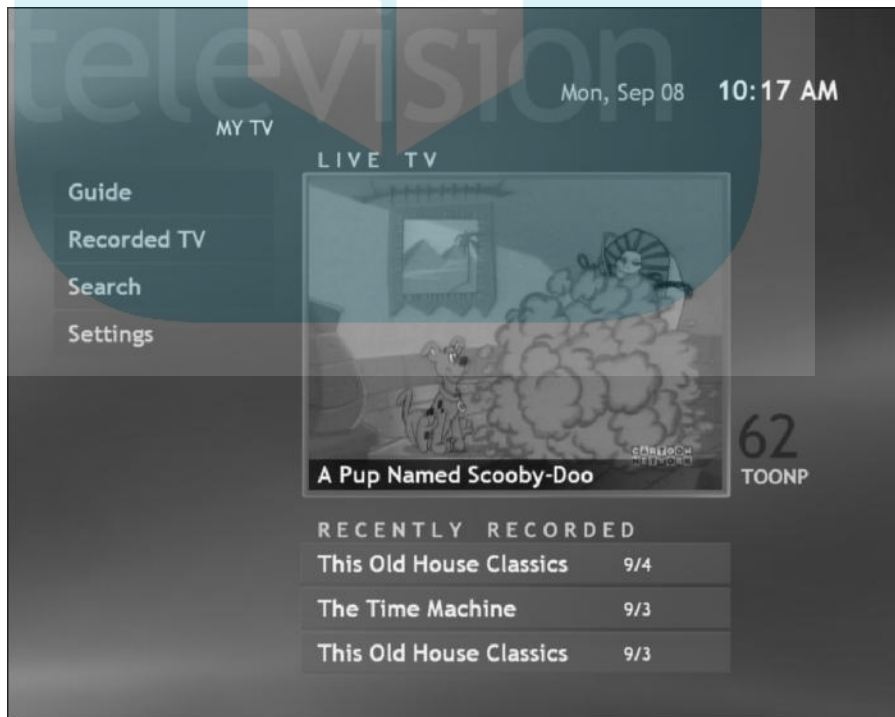 television
Mon, Sep 08 10:17 AM
MY TV
LIVE TV
Guide
Recorded TV
Search
Settings
CARTOON
NETWORK
A Pup Named Scooby-Doo
62
TOONP
RECENTLY RECORDED
This Old House Classics 9/4
The Time Machine 9/3
This Old House Classics 9/3